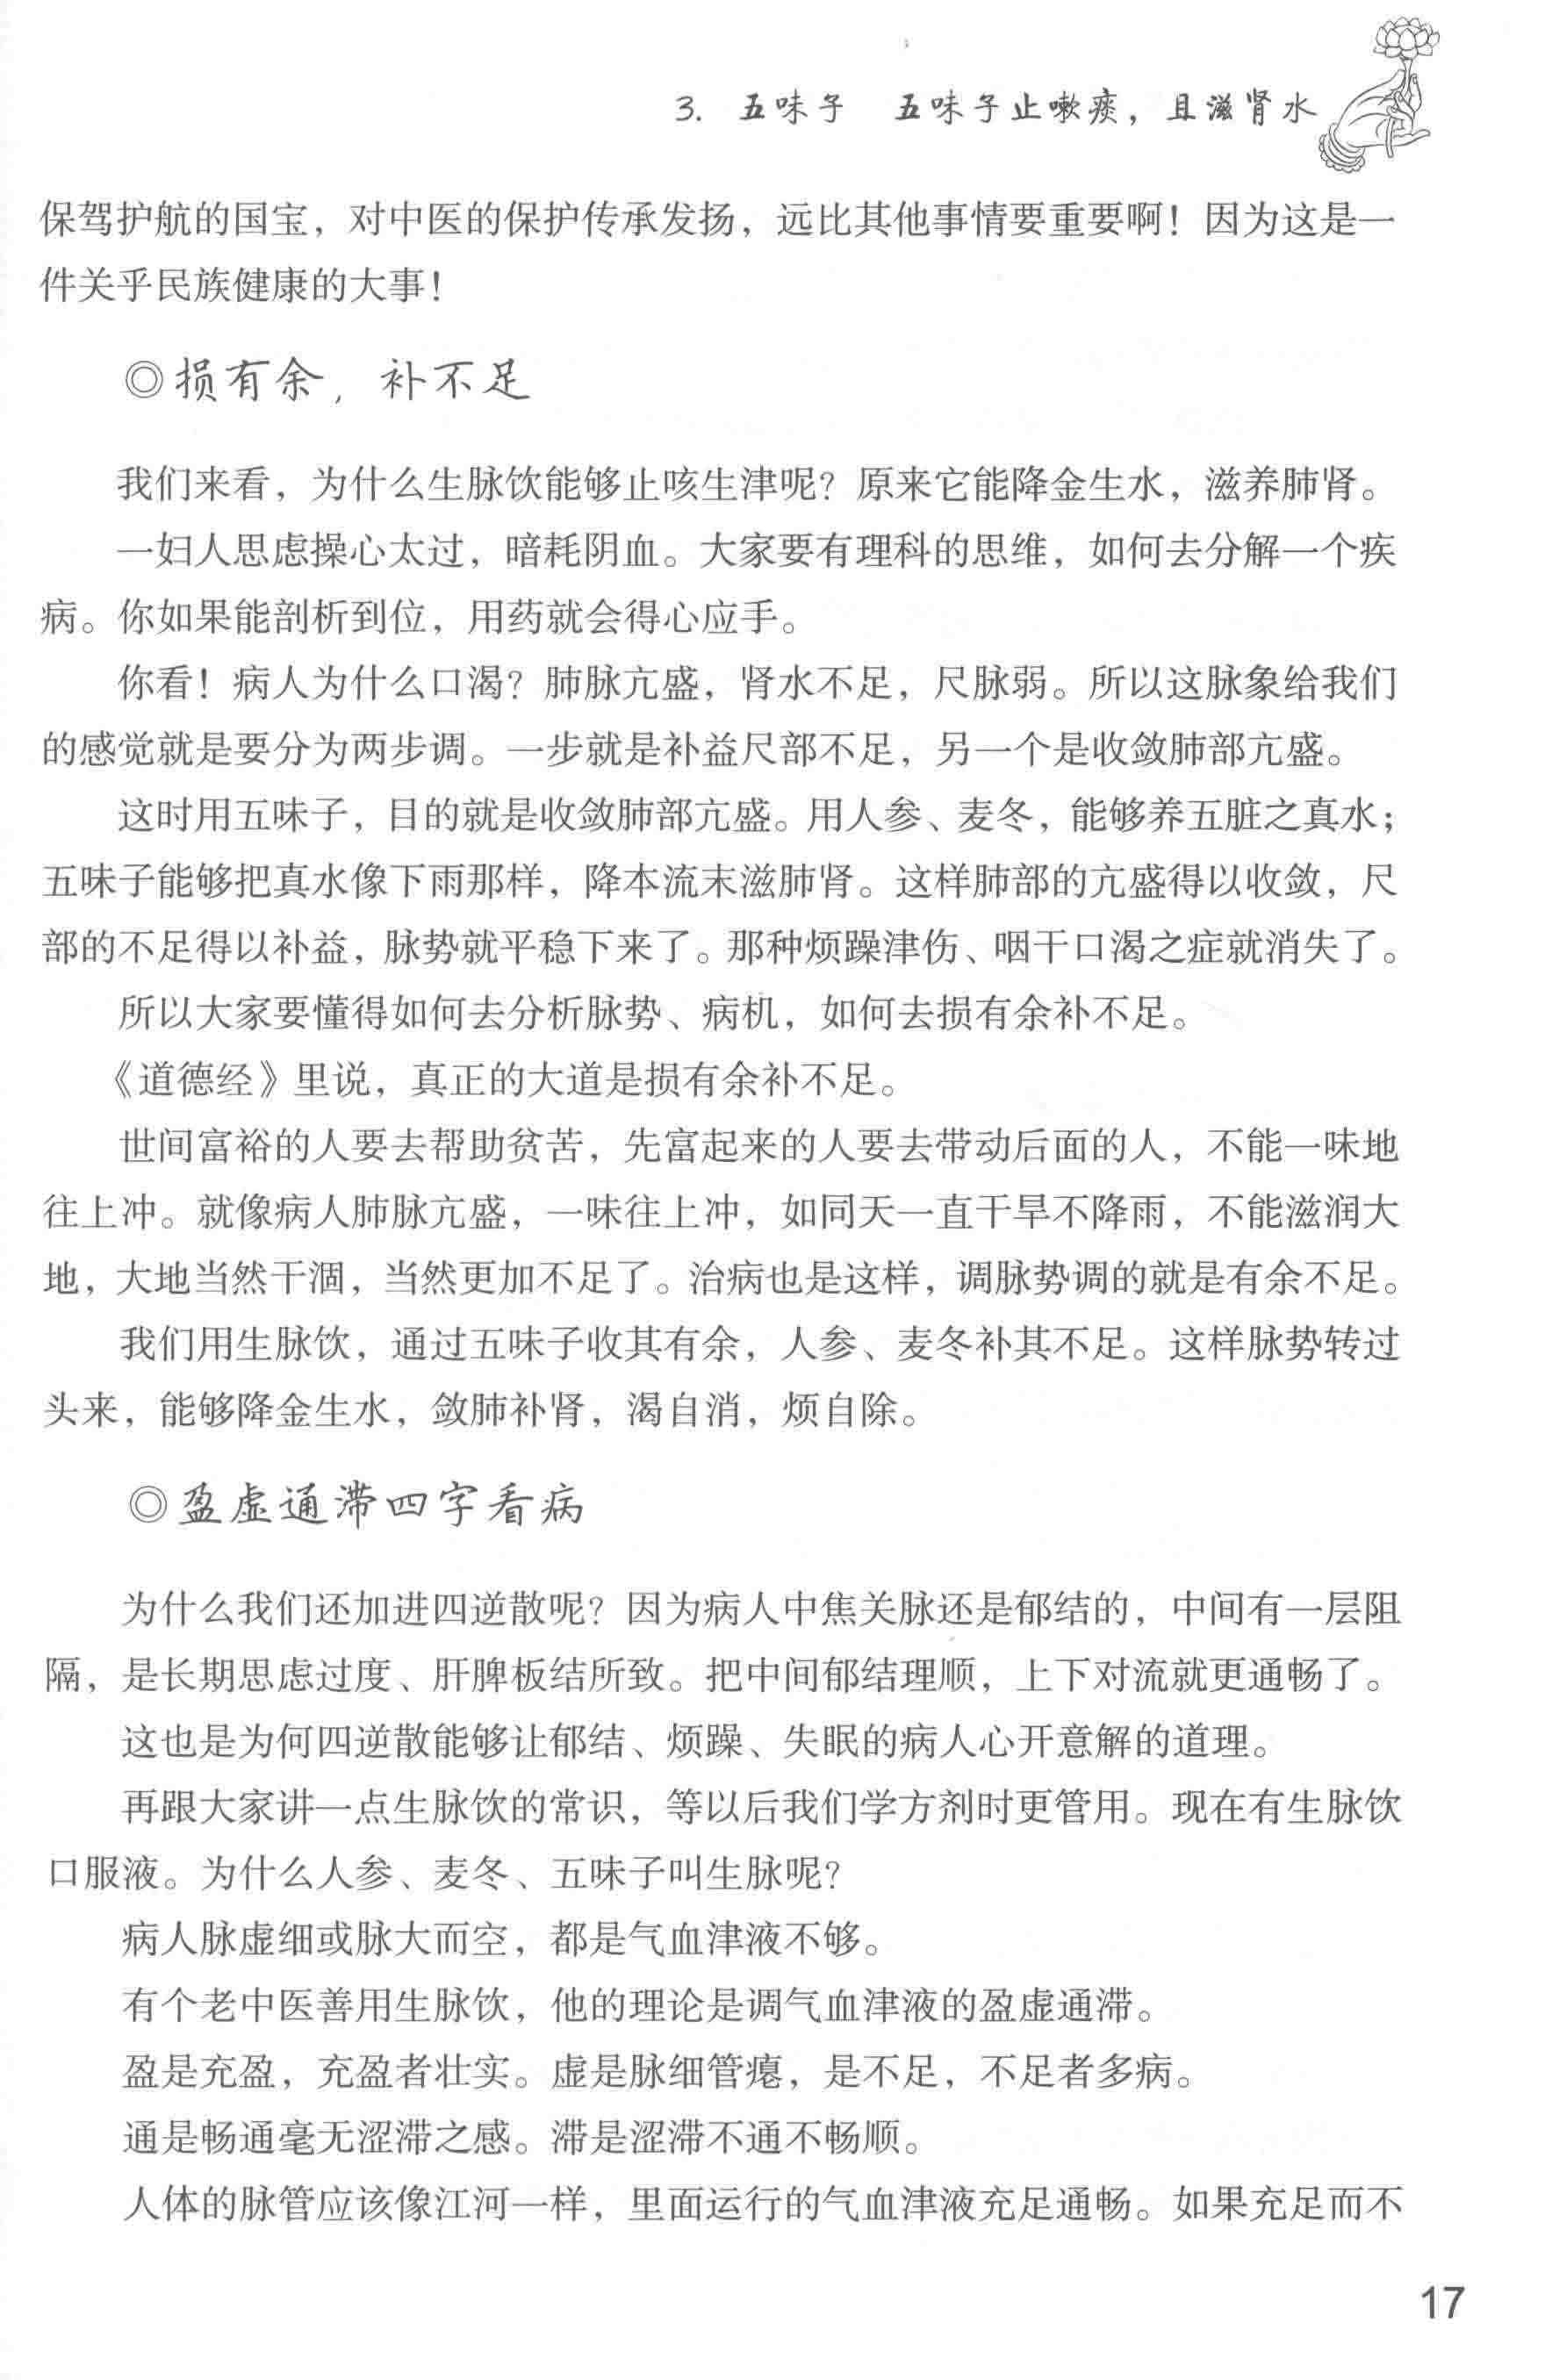 3. 五味子　五味子止嗽痰，且滋肾水
保驾护航的国宝，对中医的保护传承发扬，远比其他事情要重要啊！因为这是一
件关乎民族健康的大事！
◎损有余，补不足
我们来看，为什么生脉饮能够止咳生津呢？原来它能降金生水，滋养肺肾。
一妇人思虑操心太过，暗耗阴血。大家要有理科的思维，如何去分解一个疾
病。你如果能剖析到位，用药就会得心应手。
你看！病人为什么口渴？肺脉亢盛，肾水不足，尺脉弱。所以这脉象给我们
的感觉就是要分为两步调。一步就是补益尺部不足，另一个是收敛肺部亢盛。
这时用五味子，目的就是收敛肺部亢盛。用人参、麦冬，能够养五脏之真水；
五味子能够把真水像下雨那样，降本流末滋肺肾。这样肺部的亢盛得以收敛，尺
部的不足得以补益，脉势就平稳下来了。那种烦躁津伤、咽干口渴之症就消失了。
所以大家要懂得如何去分析脉势、病机，如何去损有余补不足。
《道德经》里说，真正的大道是损有余补不足。
世间富裕的人要去帮助贫苦，先富起来的人要去带动后面的人，不能一味地
往上冲。就像病人肺脉亢盛，一味往上冲，如同天一直干旱不降雨，不能滋润大
地，大地当然干涸，当然更加不足了。治病也是这样，调脉势调的就是有余不足。
我们用生脉饮，通过五味子收其有余，人参、麦冬补其不足。这样脉势转过
头来，能够降金生水，敛肺补肾，渴自消，烦自除。
◎盈虚通滞四字看病
为什么我们还加进四逆散呢？因为病人中焦关脉还是郁结的，中间有一层阻
隔，是长期思虑过度、肝脾板结所致。把中间郁结理顺，上下对流就更通畅了。
这也是为何四逆散能够让郁结、烦躁、失眠的病人心开意解的道理。
再跟大家讲一点生脉饮的常识，等以后我们学方剂时更管用。现在有生脉饮
口服液。为什么人参、麦冬、五味子叫生脉呢？
病人脉虚细或脉大而空，都是气血津液不够。
有个老中医善用生脉饮，他的理论是调气血津液的盈虚通滞。
盈是充盈，充盈者壮实。虚是脉细管瘪，是不足，不足者多病。
通是畅通毫无涩滞之感。滞是涩滞不通不畅顺。
人体的脉管应该像江河一样，里面运行的气血津液充足通畅。如果充足而不
17